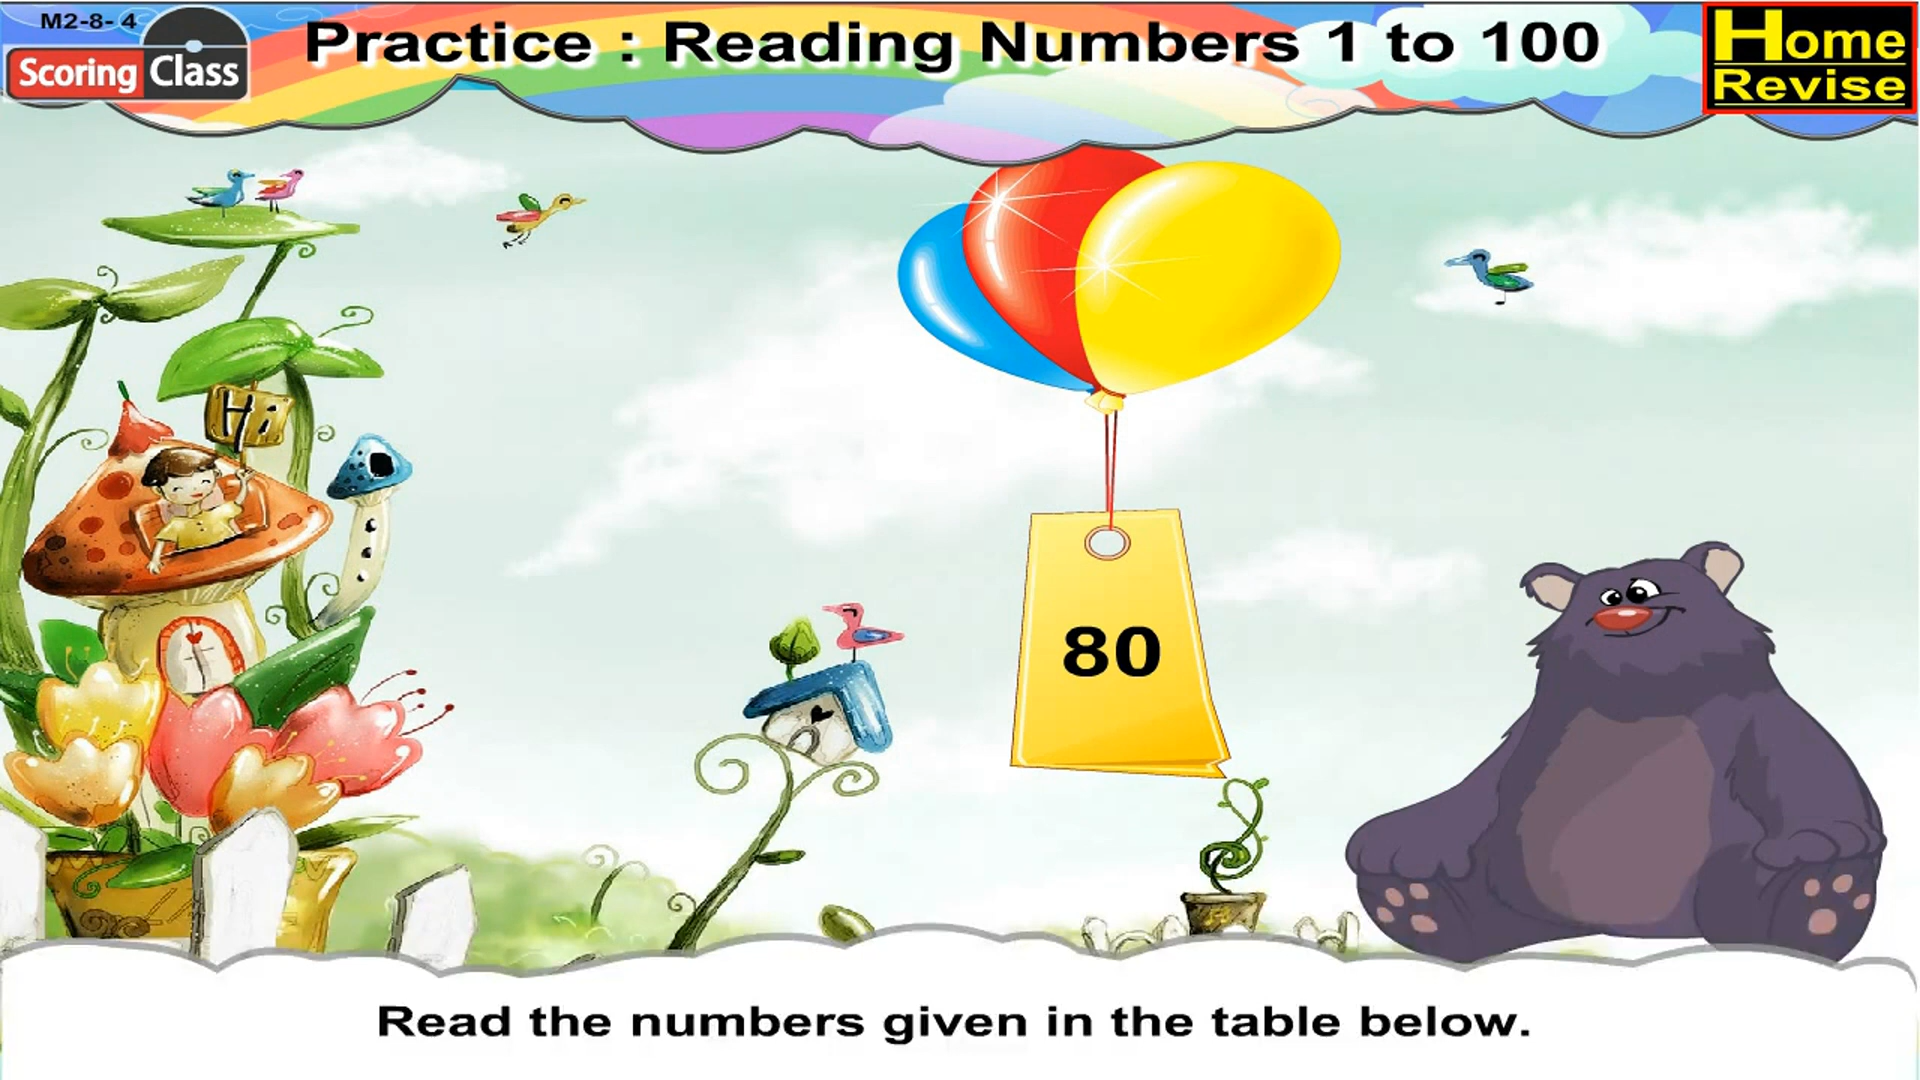 M2-8- 4
Scoring Class
Practice : Reading Numbers 1 to 100
Home
Revise
Hi
80
Read the numbers given in the table below.